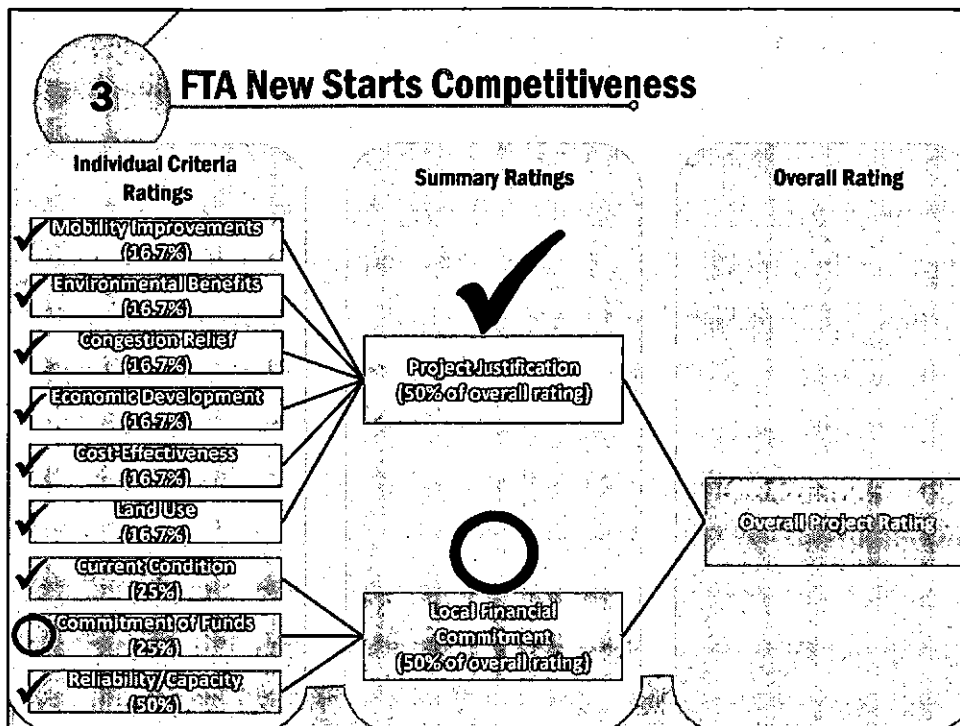 3
FTA New Starts Competitiveness
Individual Criteria
Ratings
Mobility Improvements
(16.7%)
Environmental Benefits
(16.7%)
Congestion Relief
(16.7%)
Economic Development
(16.7%)
Cost-Effectiveness
(16.7%)
Land Use
(16.7%)
Current Condition
(25%)
Commitment of Funds
(25%)
Reliability/Capacity
(50%)
Summary Ratings
Project Justification
(50% of overall rating)
Local Financial
Commitment
(50% of overall rating)
Overall Rating
Overall Project Rating